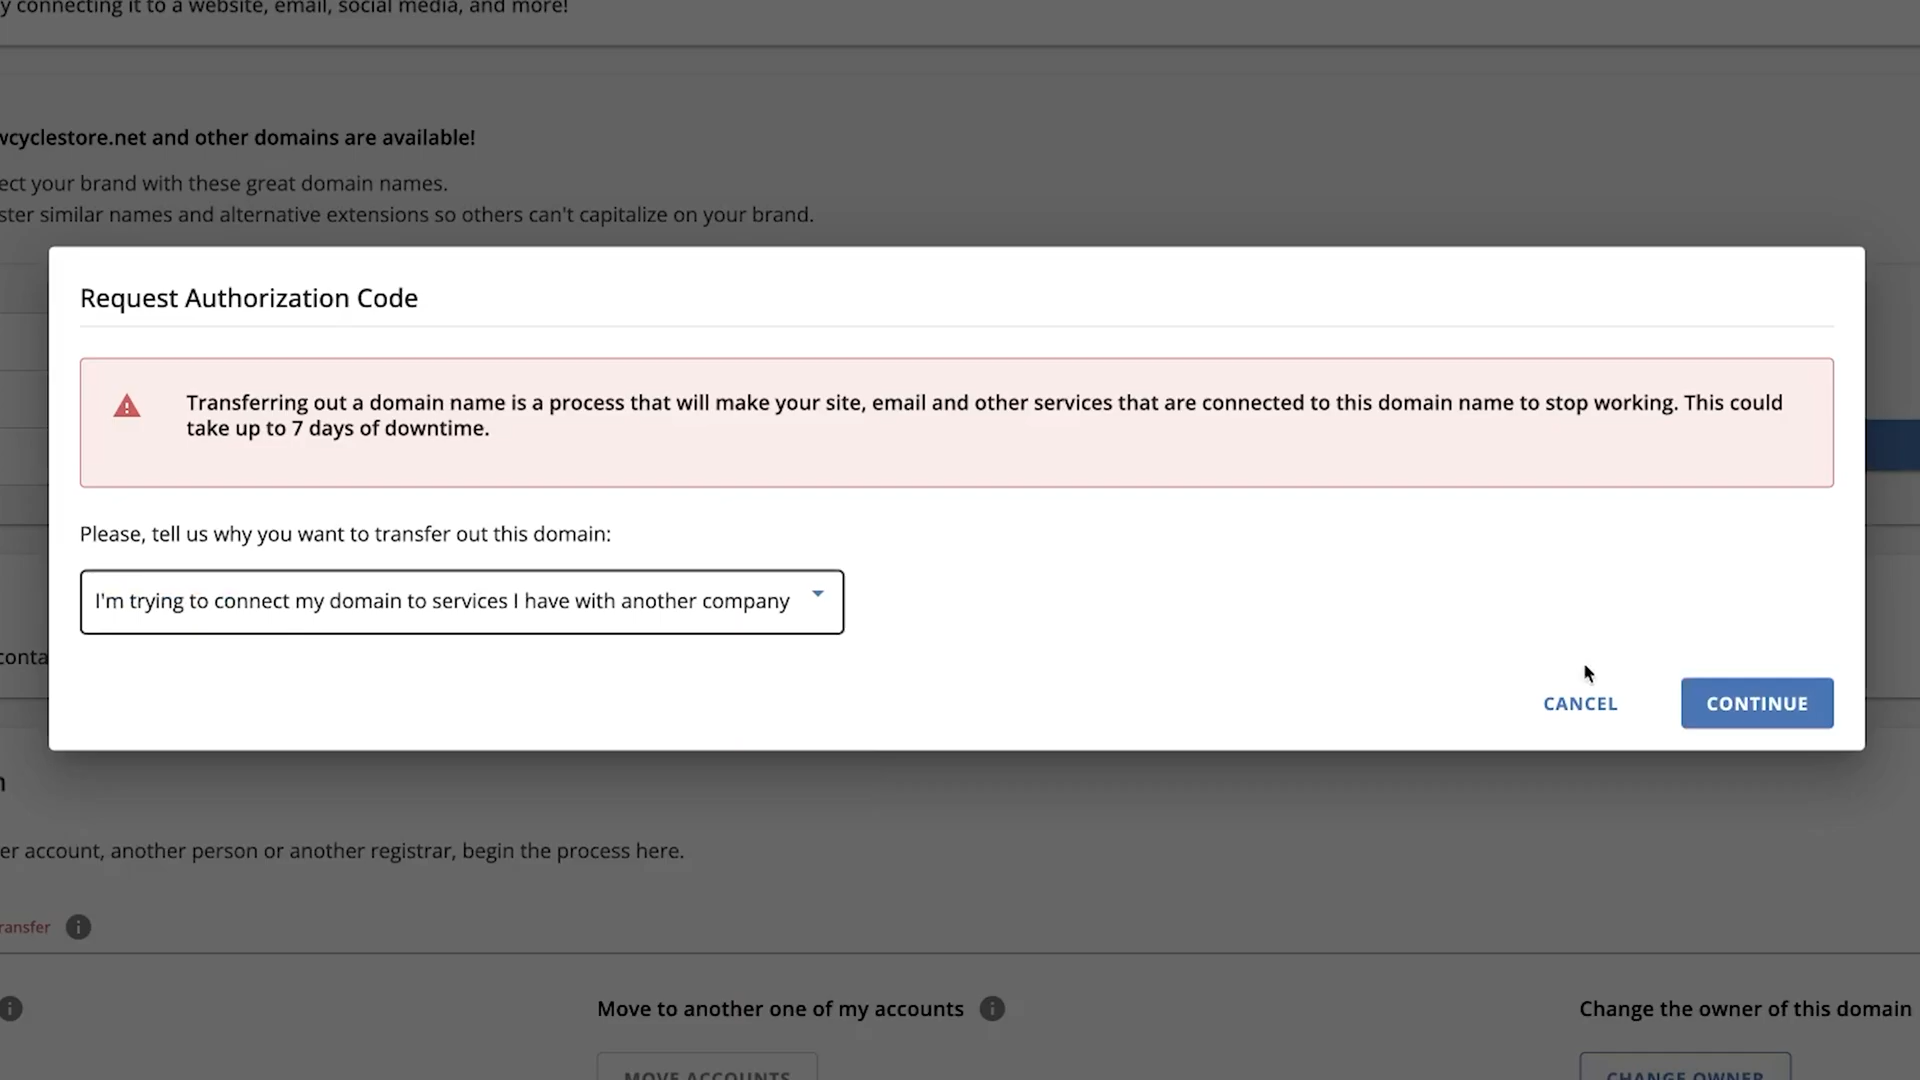 y connecting it to a website, email, social media, and more!
wcyclestore.net and other domains are available!
ect your brand with these great domain names.
ster similar names and alternative extensions so others can't capitalize on your brand.
Request Authorization Code
Transferring out a domain name is a process that will make your site, email and other services that are connected to this domain name to stop working. This could
take up to 7 days of downtime.
Please, tell us why you want to transfer out this domain:
I'm trying to connect my domain to services I have with another company
conta
CANCEL
CONTINUE
er account, another person or another registrar, begin the process here.
ransfer
Move to another one of my accounts
Change the owner of this domain
MOVE ACCOUNTS
CHANGE OWNER